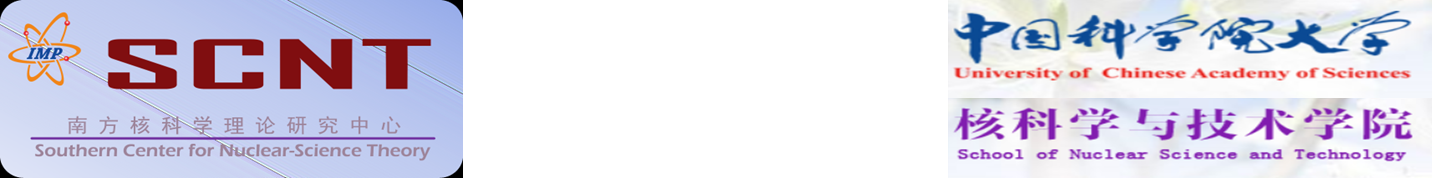 IMP
SCNT
南方核科学理论研究中心
Southern Center for Nuclear-Science Theory
中国科学院大学
University of Chinese Academy of Sciences
核科学与技术学院
School of Nuclear Science and Technology